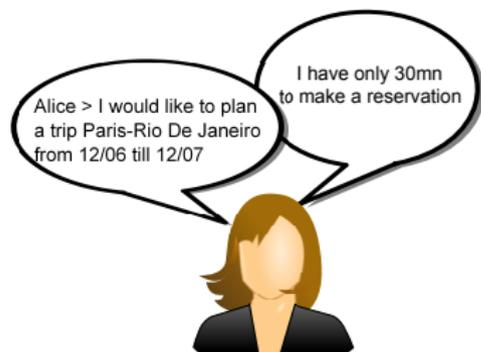 Alice > I would like to plan
a trip Paris-Rio De Janeiro
from 12/06 till 12/07
I have only 30mn
to make a reservation